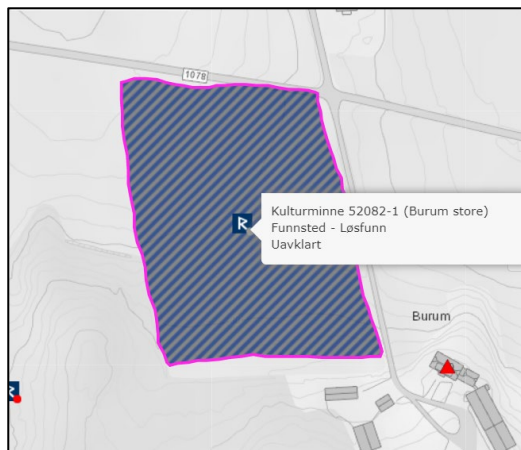 1078
R
Kulturminne 52082-1 (Burum store)
Funnsted - Løsfunn
Uavklart
Burum